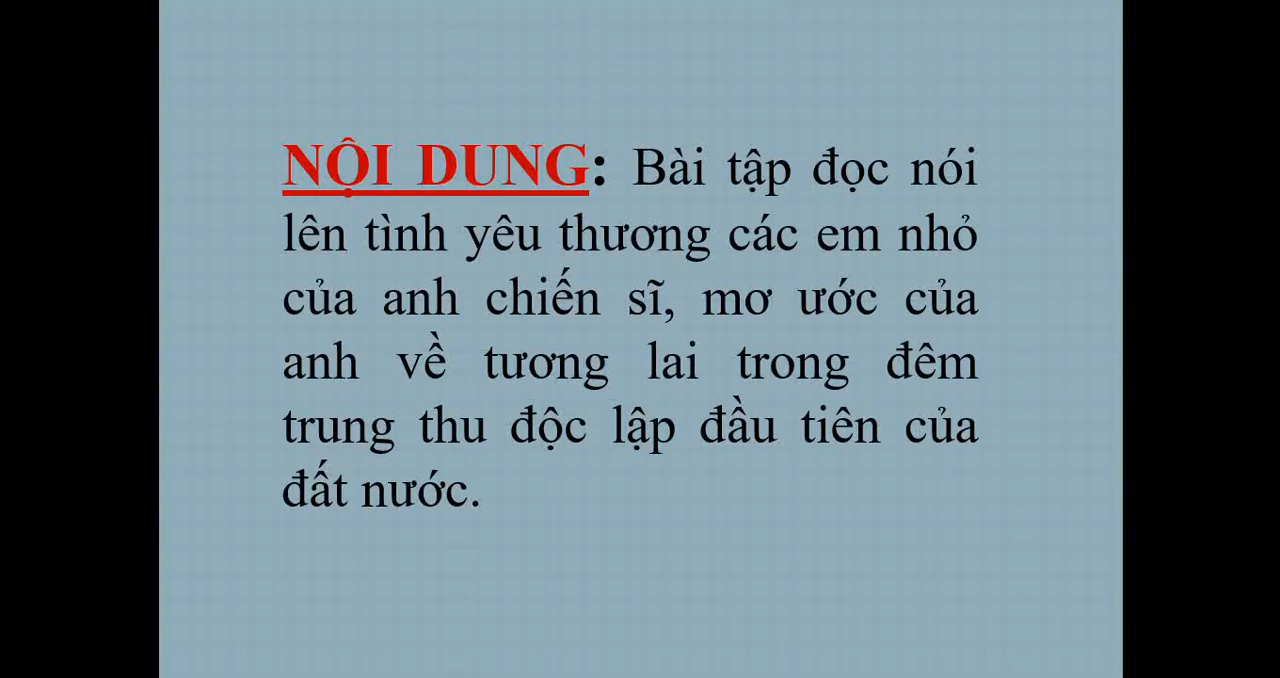 NỘI DUNG: Bài tập đọc nói
lên tình yêu thương các em nhỏ
của anh chiến sĩ, mơ ước của
anh về tương lai trong đêm
trung thu độc lập đầu tiên của
đất nước.